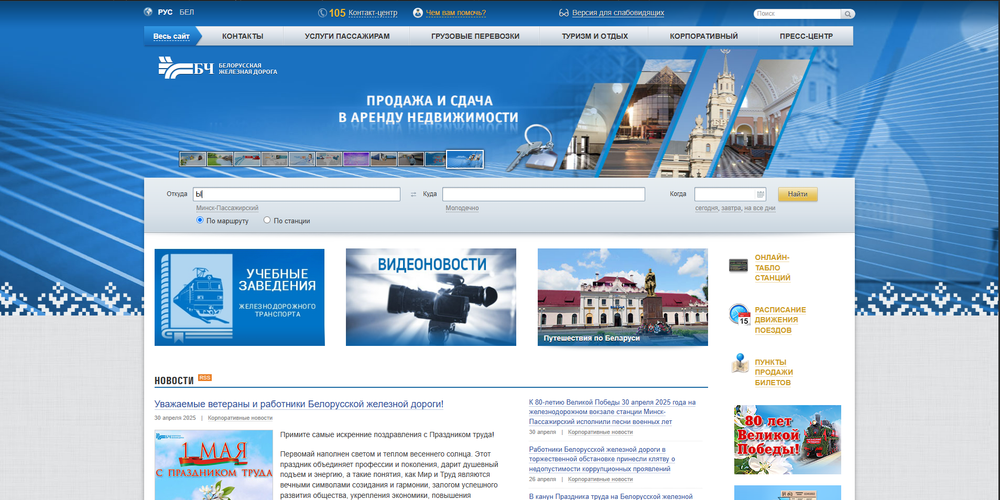 РУС БЕЛ
105 Контакт-центр
Чем вам помочь?
Версия для слабовидящих
Поиск
Весь сайт
КОНТАКТЫ
УСЛУГИ ПАССАЖИРАМ
ГРУЗОВЫЕ ПЕРЕВОЗКИ
ТУРИЗМ И ОТДЫХ
КОРПОРАТИВНЫЙ
ПРЕСС-ЦЕНТР
БЧ
БЕЛОРУССКАЯ
ЖЕЛЕЗНАЯ ДОРОГА
ПРОДАЖА И СДАЧА
В АРЕНДУ НЕДВИЖИМОСТИ
Откуда
Ы
Куда
Когда
Найти
Минск-Пассажирский
Молодечно
сегодня, завтра, на все дни
По маршруту
По станции
УЧЕБНЫЕ
ЗАВЕДЕНИЯ
ЖЕЛЕЗНОДОРОЖНОГО
ТРАНСПОРТА
ВИДЕОНОВОСТИ
Путешествия по Беларуси
ОНЛАЙН-
ТАБЛО
СТАНЦИЙ
15
РАСПИСАНИЕ
ДВИЖЕНИЯ
ПОЕЗДОВ
ПУНКТЫ
ПРОДАЖИ
БИЛЕТОВ
НОВОСТИ RSS
Уважаемые ветераны и работники Белорусской железной дороги!
30 апреля 2025 | Корпоративные новости
БЧ
1 МАЯ
С ПРАЗДНИКОМ ТРУДА
Примите самые искренние поздравления с Праздником труда!
Первомай наполнен светом и теплом весеннего солнца. Этот
праздник объединяет профессии и поколения, дарит душевный
подъем и энергию, а такие понятия, как Мир и Труд являются
вечными символами созидания и гармонии, залогом успешного
развития общества, укрепления экономики, повышения
К 80-летию Великой Победы 30 апреля 2025 года на
железнодорожном вокзале станции Минск-
Пассажирский исполнили песни военных лет
30 апреля | Корпоративные новости
Работники Белорусской железной дороги в
торжественной обстановке принесли клятву о
недопустимости коррупционных проявлений
26 апреля | Корпоративные новости
В канун Праздника труда на Белорусской железной
80 лет
Великой
Победы!